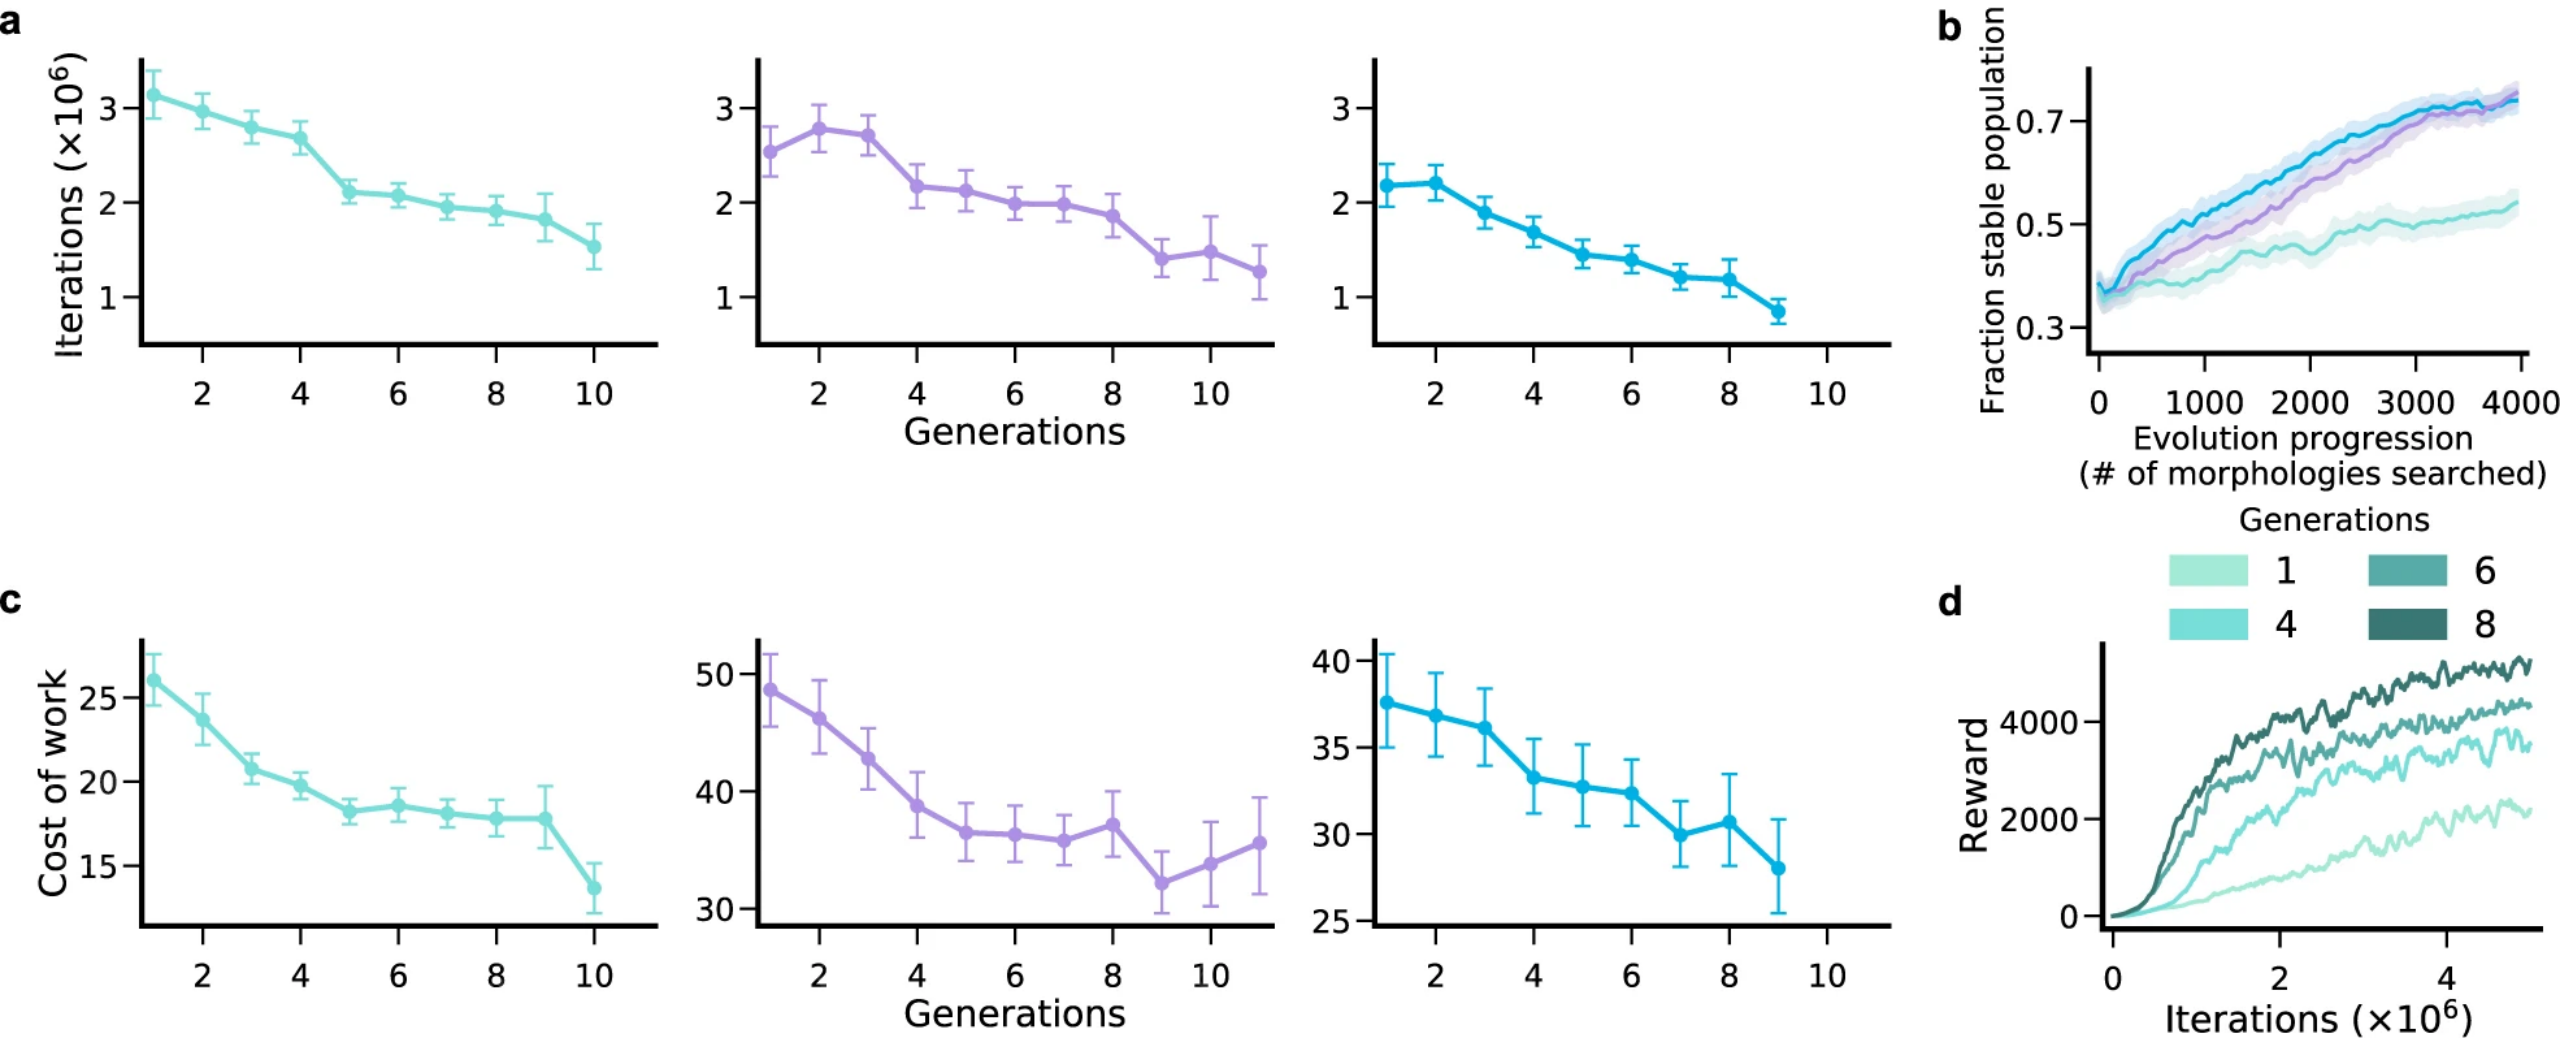 a
Iterations (×10⁶)
3
2
1
2 4 6 8 10
3
2
1
2 4 6 8 10
3
2
1
2 4 6 8 10
Generations
b
Fraction stable population
0.7
0.5
0.3
0 1000 2000 3000 4000
Evolution progression
(# of morphologies searched)
c
Cost of work
25
20
15
2 4 6 8 10
50
40
30
2 4 6 8 10
40
35
30
25
2 4 6 8 10
Generations
d
Generations
1 6
4 8
Reward
4000
2000
0
0 2 4
Iterations (×10⁶)